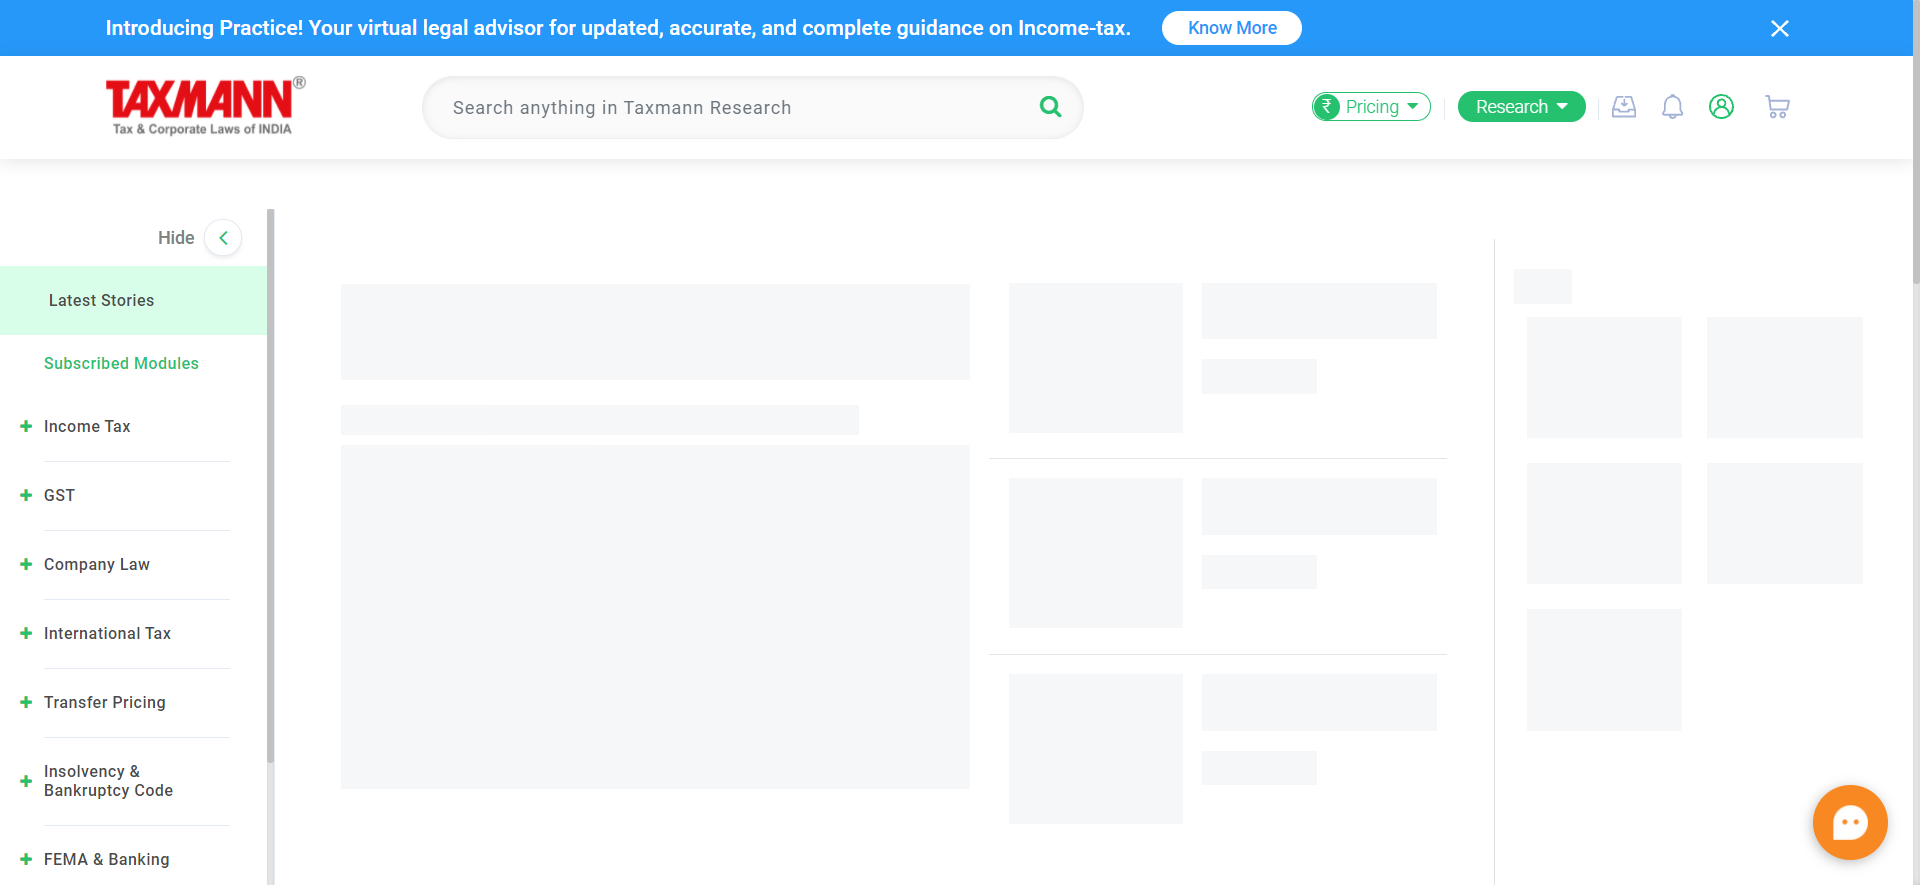 Introducing Practice! Your virtual legal advisor for updated, accurate, and complete guidance on Income-tax.
Know More
TAXMANN®
Tax & Corporate Laws of INDIA
Search anything in Taxmann Research
₹ Pricing
Research
Hide
Latest Stories
Subscribed Modules
Income Tax
GST
Company Law
International Tax
Transfer Pricing
Insolvency &
Bankruptcy Code
FEMA & Banking